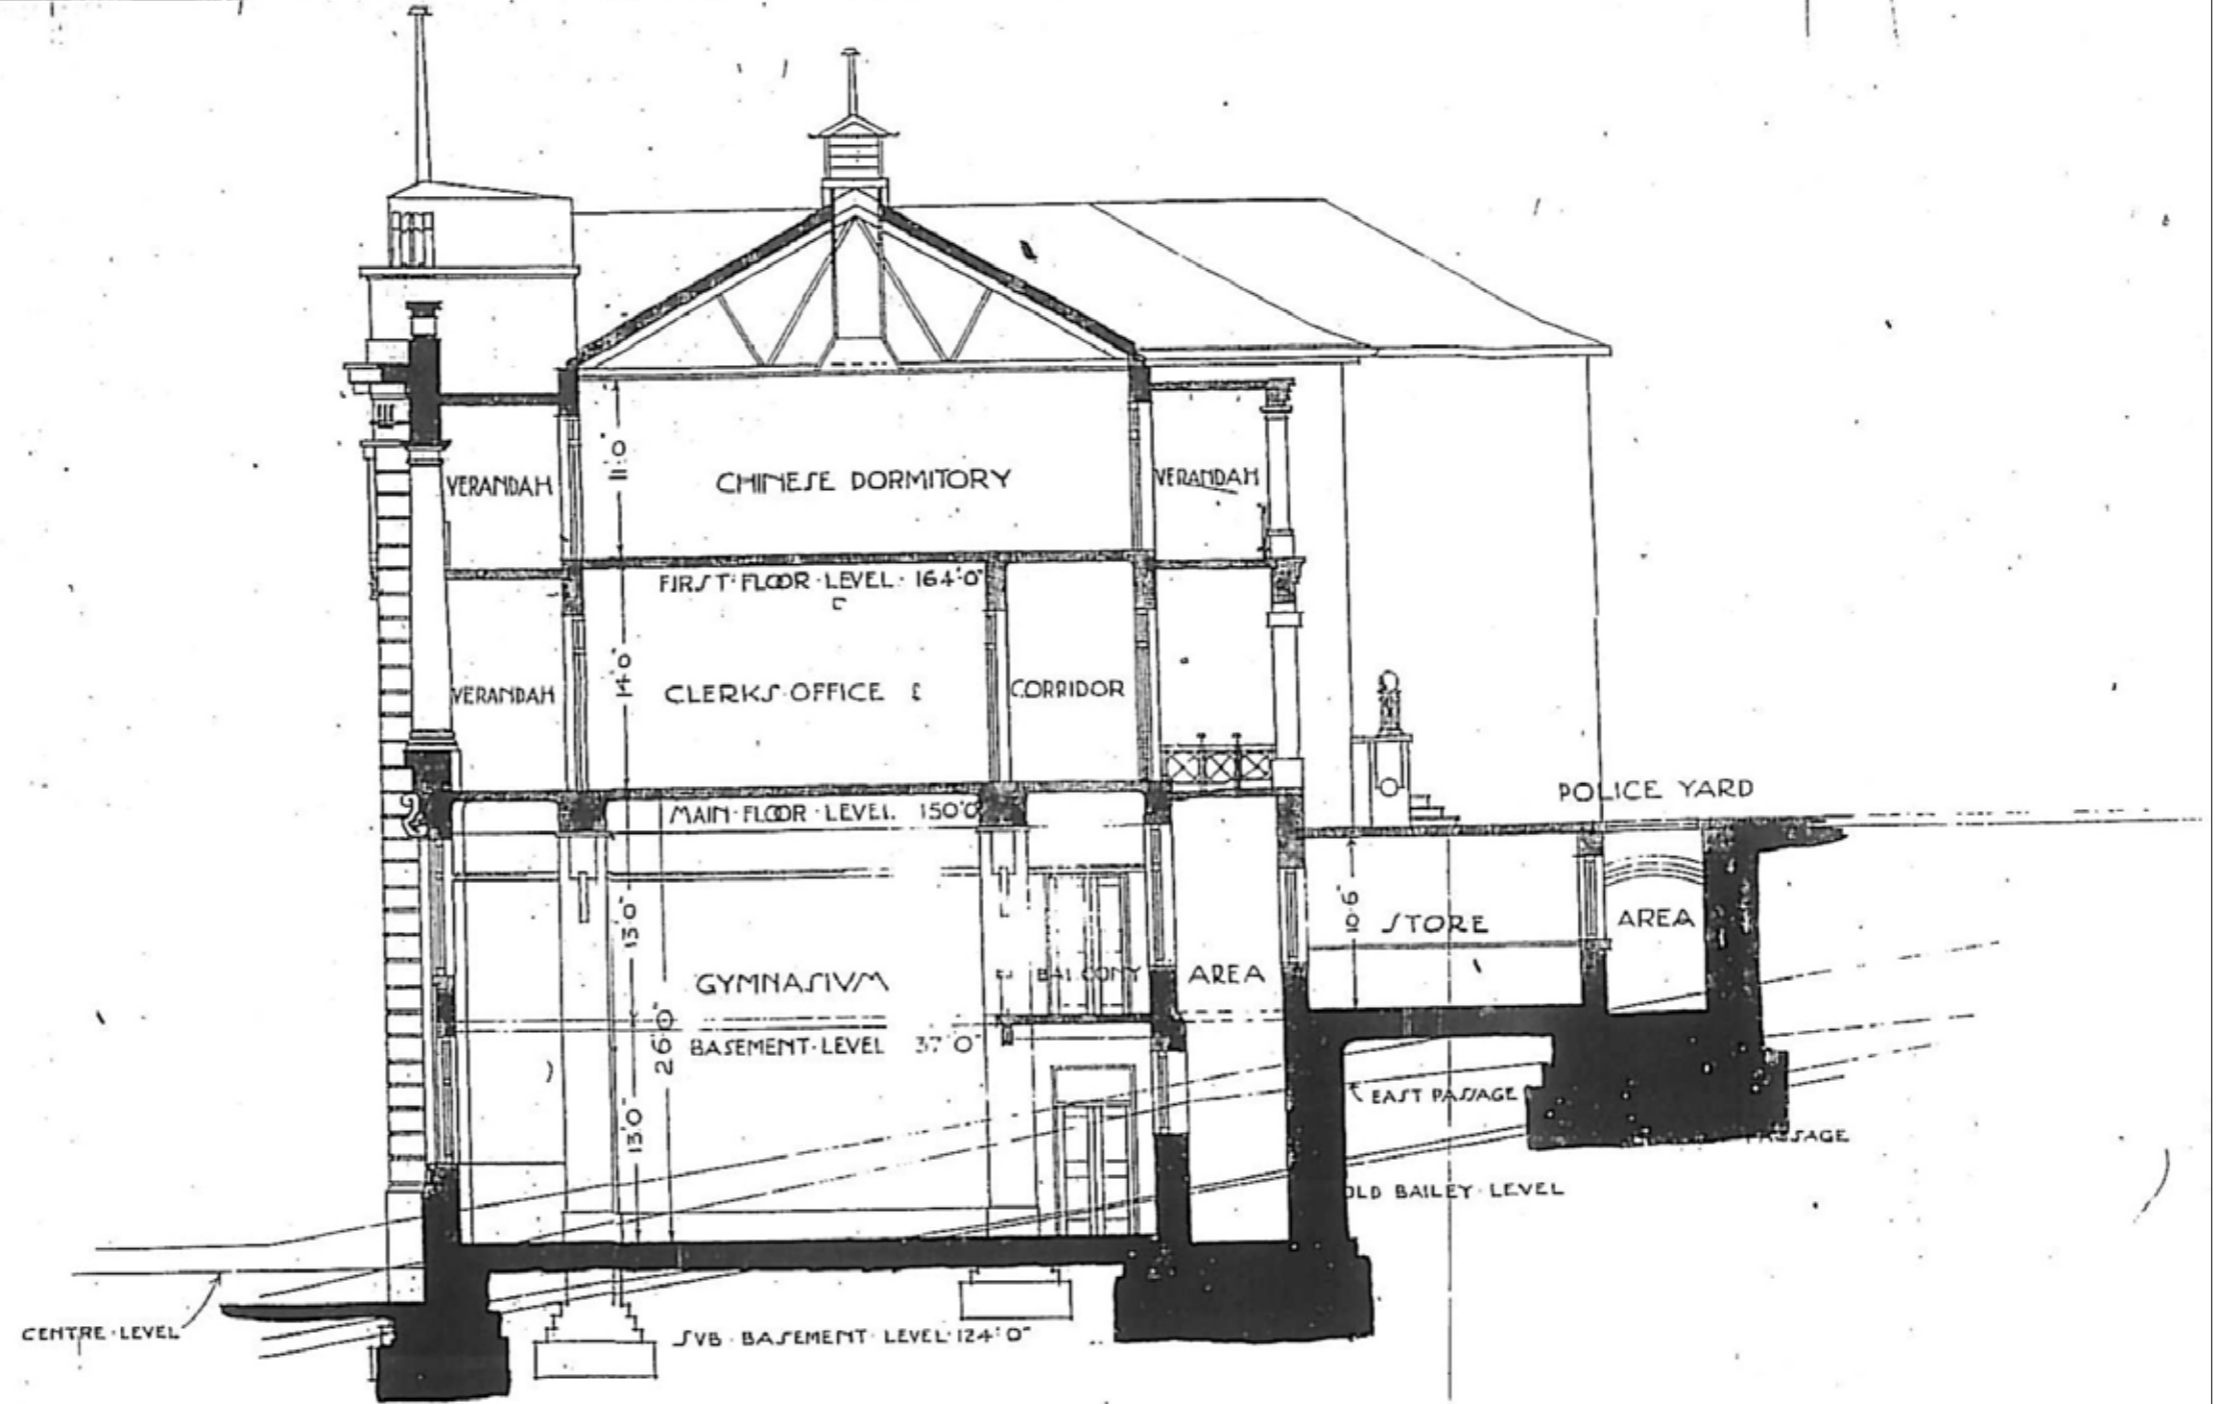 11'.0"
VERANDAH
CHINESE DORMITORY
VERANDAH
FIRST·FLOOR·LEVEL·164'·0"
14'·0"
VERANDAH
CLERKS·OFFICE
CORRIDOR
POLICE YARD
MAIN·FLOOR·LEVEL 150'0"
13'·0"
10·6"
STORE
AREA
GYMNASIUM
BALCONY
AREA
26'·0"
BASEMENT·LEVEL 37'0"
EAST PASSAGE
13'·0"
PASSAGE
OLD BAILEY·LEVEL
CENTRE·LEVEL
SUB·BASEMENT·LEVEL·124'·0"